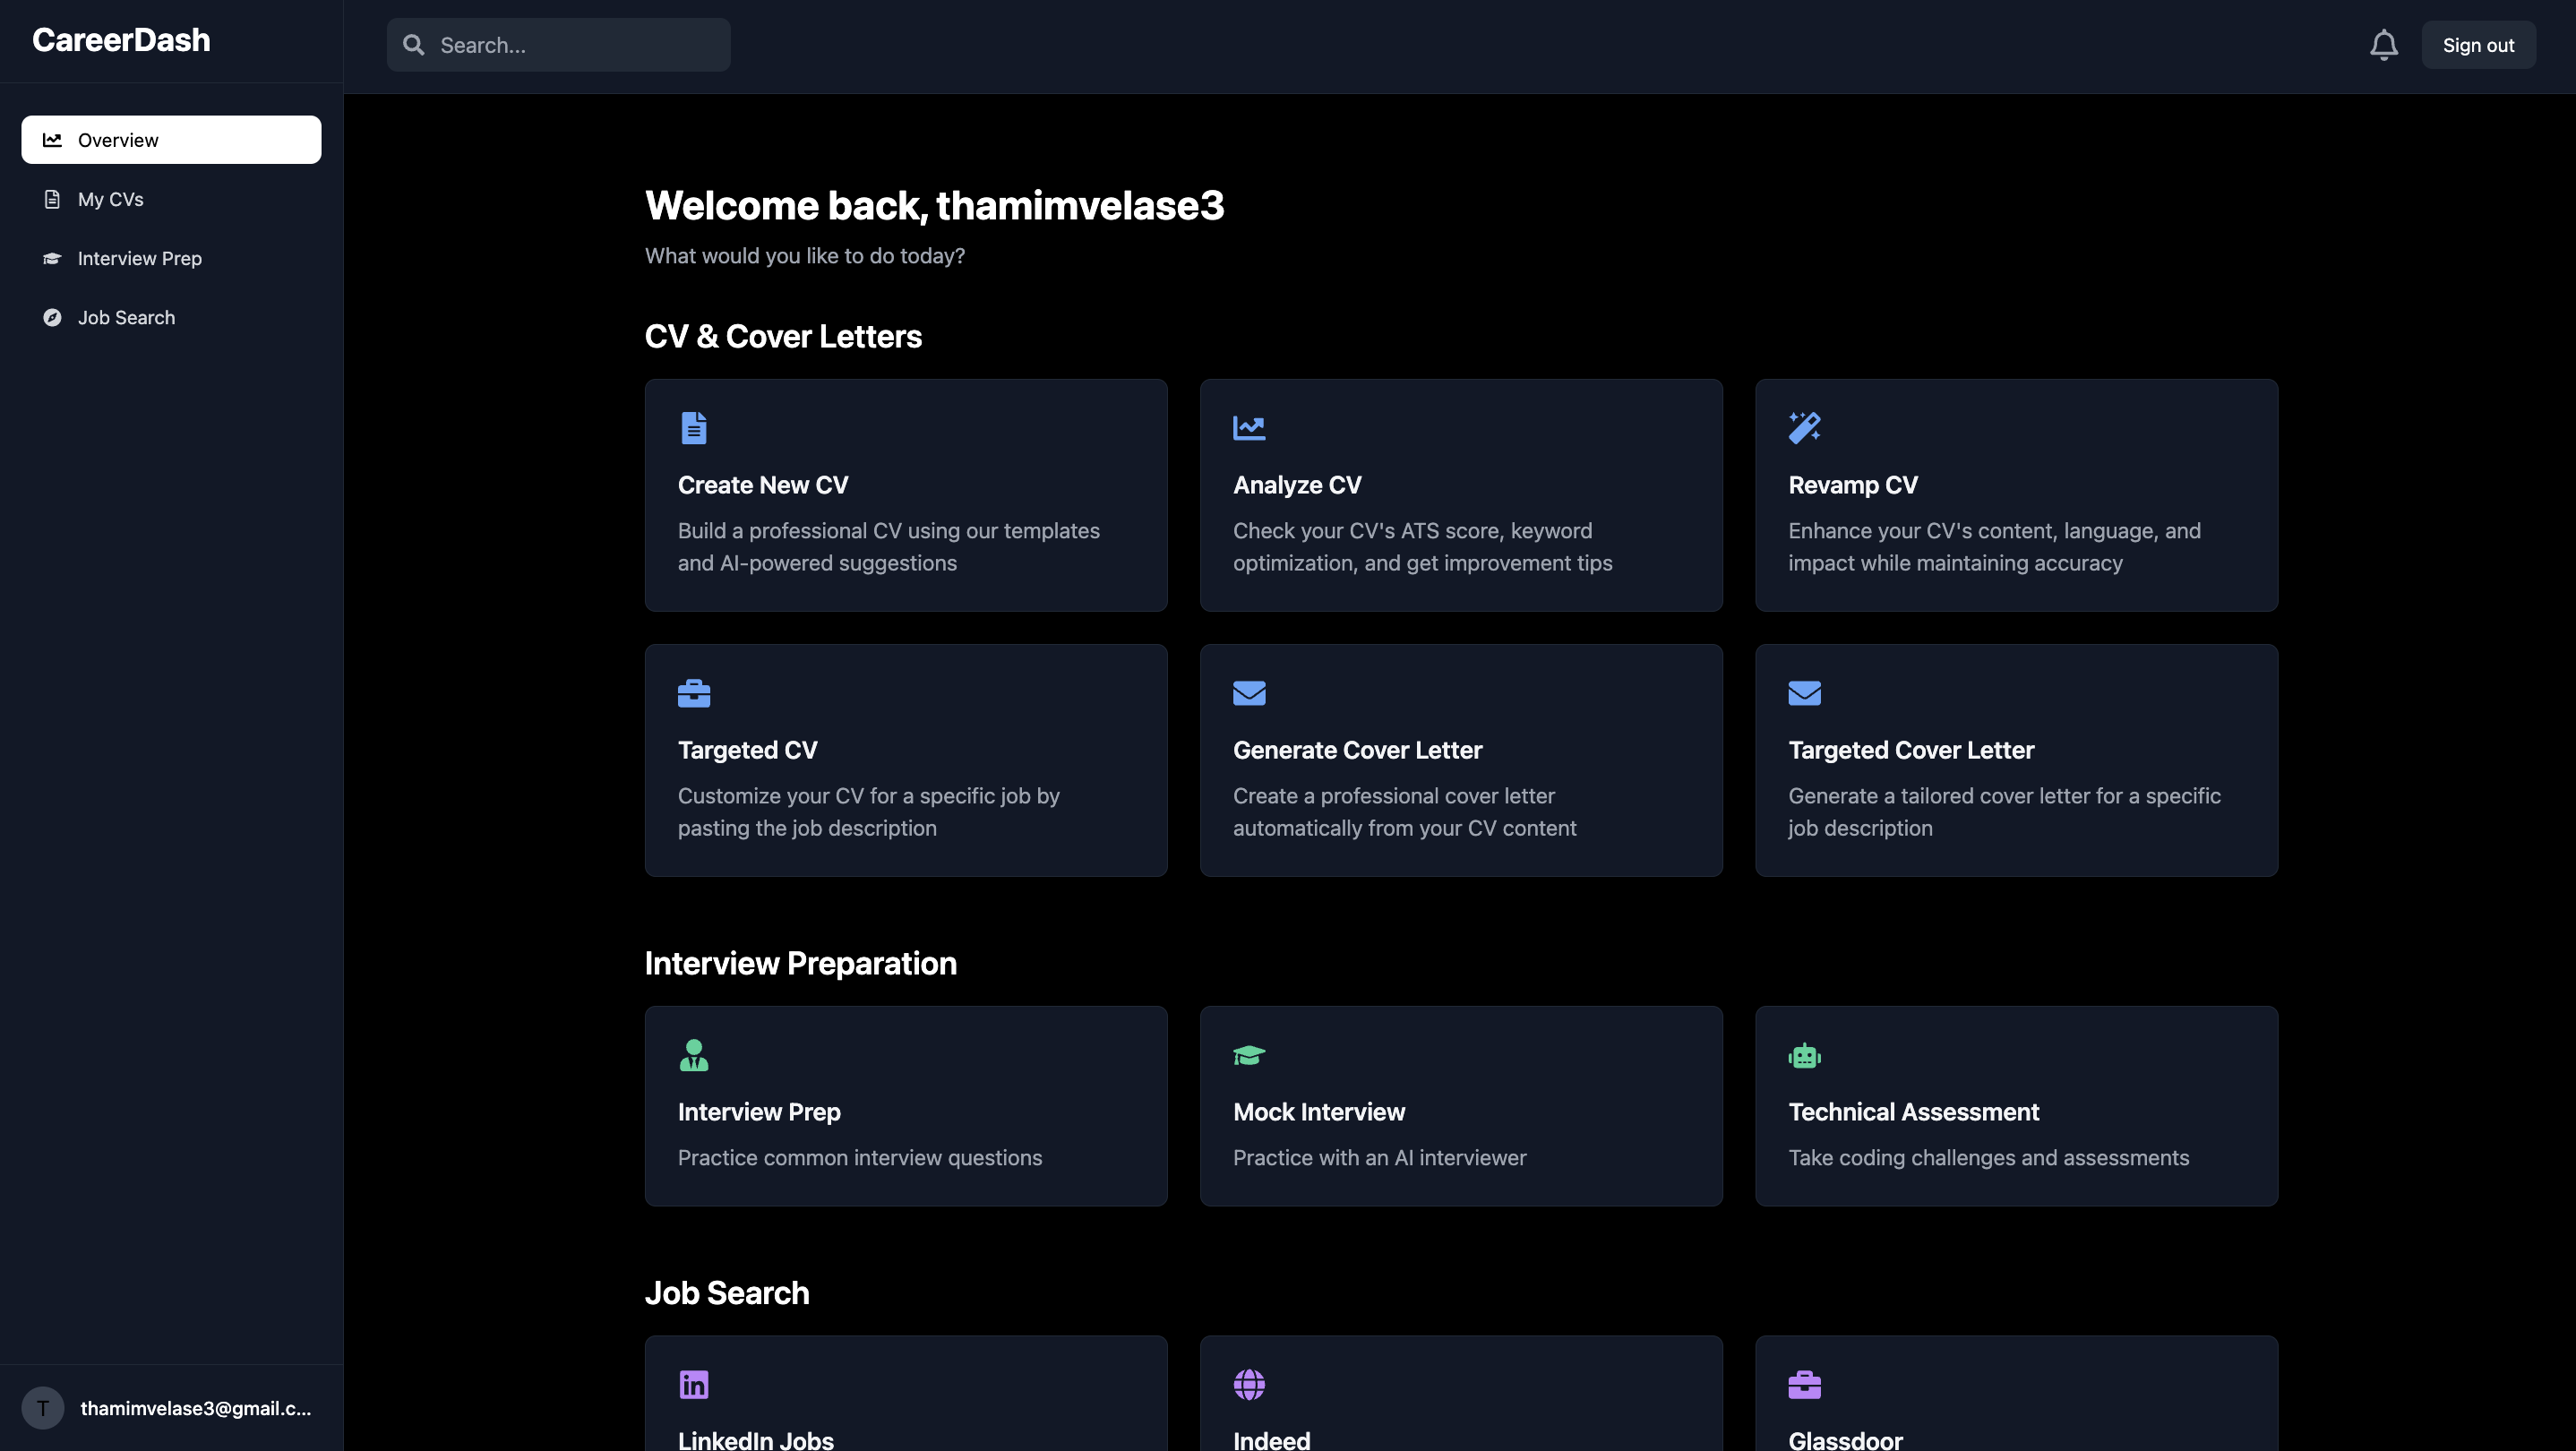 CareerDash
Search...
Sign out
Overview
My CVs
Interview Prep
Job Search
Welcome back, thamimvelase3
What would you like to do today?
CV & Cover Letters
Create New CV
Build a professional CV using our templates
and AI-powered suggestions
Analyze CV
Check your CV's ATS score, keyword
optimization, and get improvement tips
Revamp CV
Enhance your CV's content, language, and
impact while maintaining accuracy
Targeted CV
Customize your CV for a specific job by
pasting the job description
Generate Cover Letter
Create a professional cover letter
automatically from your CV content
Targeted Cover Letter
Generate a tailored cover letter for a specific
job description
Interview Preparation
Interview Prep
Practice common interview questions
Mock Interview
Practice with an AI interviewer
Technical Assessment
Take coding challenges and assessments
Job Search
in
LinkedIn Jobs
Indeed
Glassdoor
T
thamimvelase3@gmail.c...